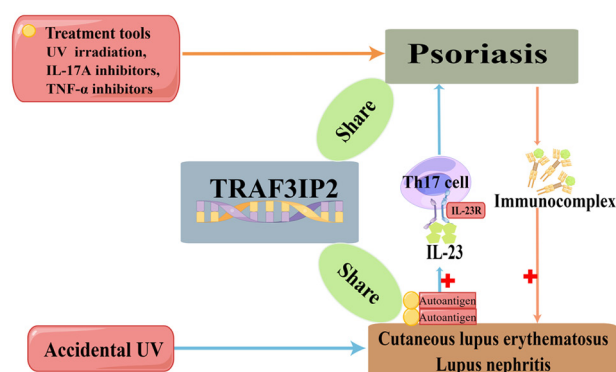 Treatment tools
UV irradiation,
IL-17A inhibitors,
TNF-α inhibitors
Psoriasis
Share
TRAF3IP2
Th17 cell
IL-23R
IL-23
Immunocomplex
Share
Autoantigen
Autoantigen
Accidental UV
Cutaneous lupus erythematosus
Lupus nephritis